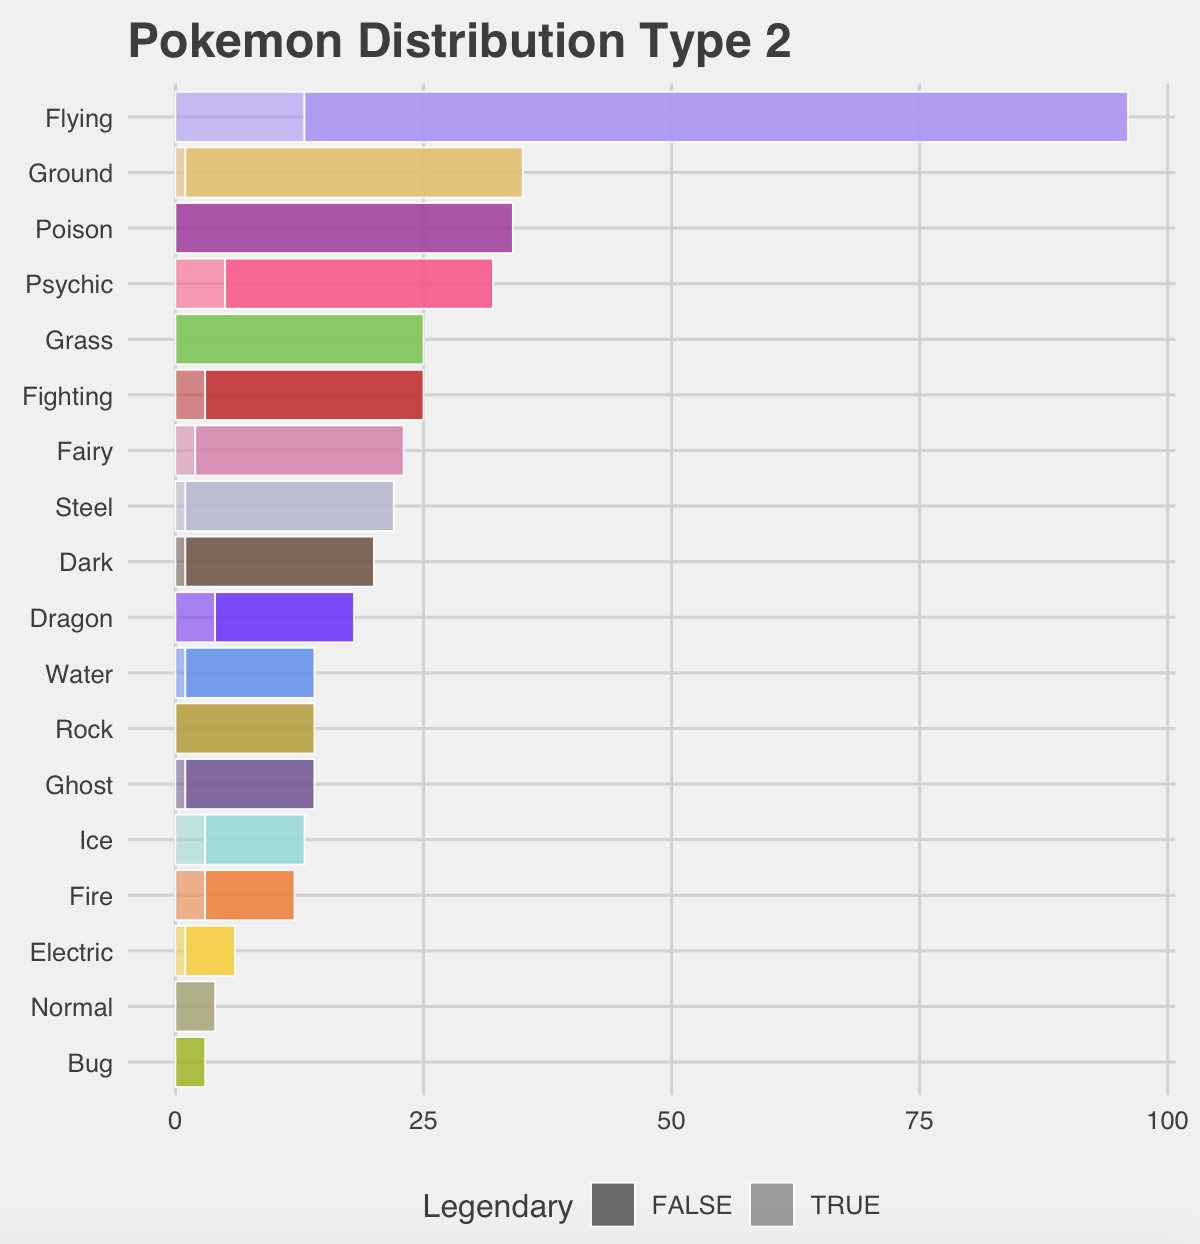 Pokemon Distribution Type 2
Flying
Ground
Poison
Psychic
Grass
Fighting
Fairy
Steel
Dark
Dragon
Water
Rock
Ghost
Ice
Fire
Electric
Normal
Bug
0 25 50 75 100
Legendary FALSE TRUE